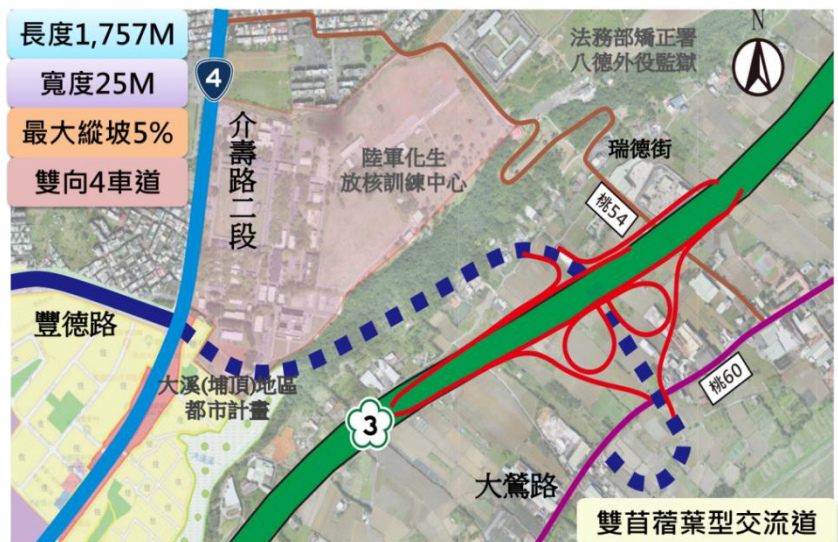 長度1,757M
寬度25M
最大縱坡5%
雙向4車道
4
介壽路二段
N
法務部矯正署
八德外役監獄
陸軍化生
放核訓練中心
瑞德街
桃54
豐德路
大溪(埔頂)地區
都市計畫
3
桃60
大鶯路
雙苜蓿葉型交流道